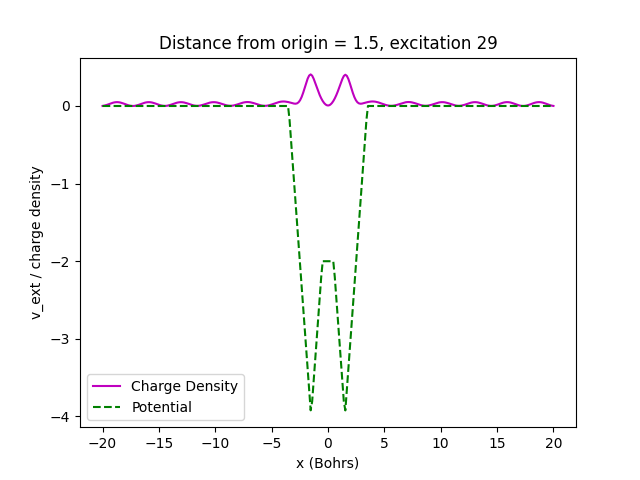 Distance from origin = 1.5, excitation 29
v_ext / charge density
0
−1
−2
−3
−4
Charge Density
Potential
−20 −15 −10 −5 0 5 10 15 20
x (Bohrs)